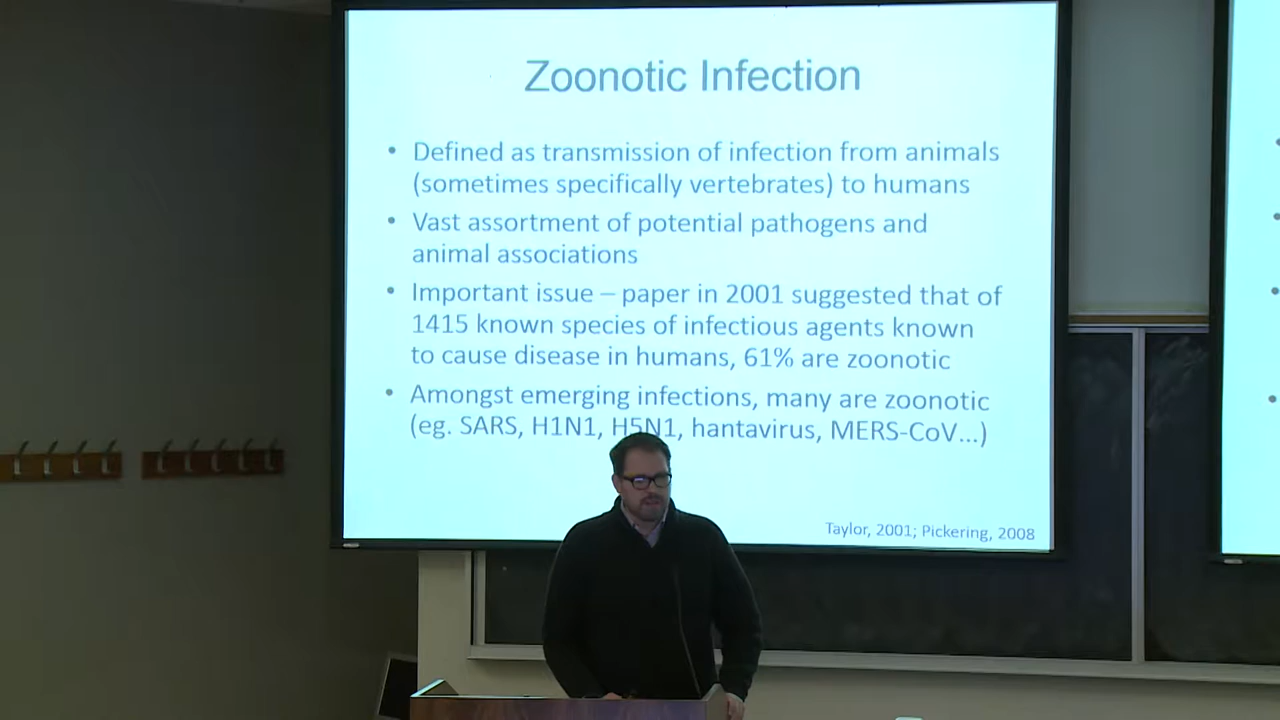 Zoonotic Infection
• Defined as transmission of infection from animals
(sometimes specifically vertebrates) to humans
• Vast assortment of potential pathogens and
animal associations
• Important issue – paper in 2001 suggested that of
1415 known species of infectious agents known
to cause disease in humans, 61% are zoonotic
• Amongst emerging infections, many are zoonotic
(eg. SARS, H1N1, H5N1, hantavirus, MERS-CoV...)
Taylor, 2001; Pickering, 2008